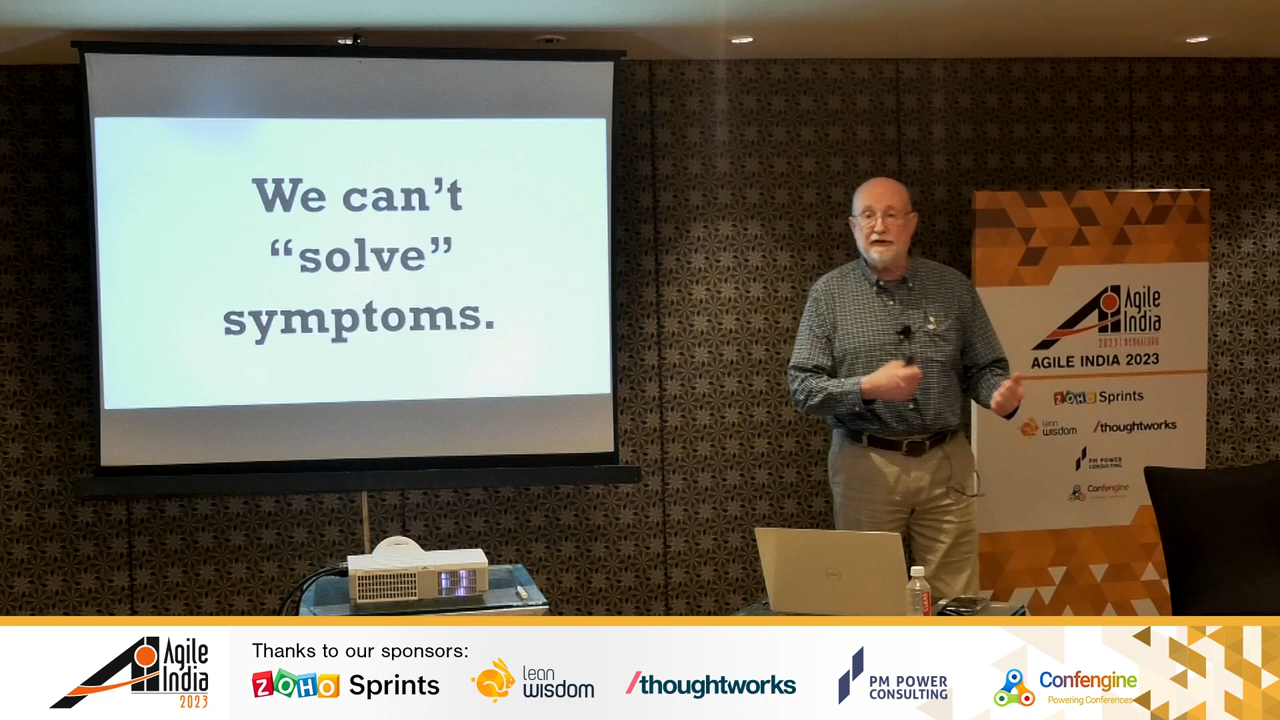 We can't
“solve”
symptoms.
Agile
India
2023 | BENGALURU
AGILE INDIA 2023
ZOHO Sprints
lean
wisdom
/thoughtworks
PM POWER
CONSULTING
Confengine
DELL
Agile
India
2023
Thanks to our sponsors:
ZOHO Sprints
lean
wisdom
/thoughtworks
PM POWER
CONSULTING
Confengine
Powering Conferences